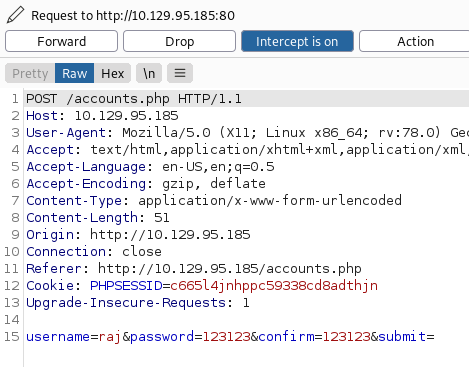 Request to http://10.129.95.185:80
Forward Drop Intercept is on Action
Pretty Raw Hex \n
1 POST /accounts.php HTTP/1.1
2 Host: 10.129.95.185
3 User-Agent: Mozilla/5.0 (X11; Linux x86_64; rv:78.0) Gec
4 Accept: text/html,application/xhtml+xml,application/xml,
5 Accept-Language: en-US,en;q=0.5
6 Accept-Encoding: gzip, deflate
7 Content-Type: application/x-www-form-urlencoded
8 Content-Length: 51
9 Origin: http://10.129.95.185
10 Connection: close
11 Referer: http://10.129.95.185/accounts.php
12 Cookie: PHPSESSID=c665l4jnhppc59338cd8adthjn
13 Upgrade-Insecure-Requests: 1
14
15 username=raj&password=123123&confirm=123123&submit=